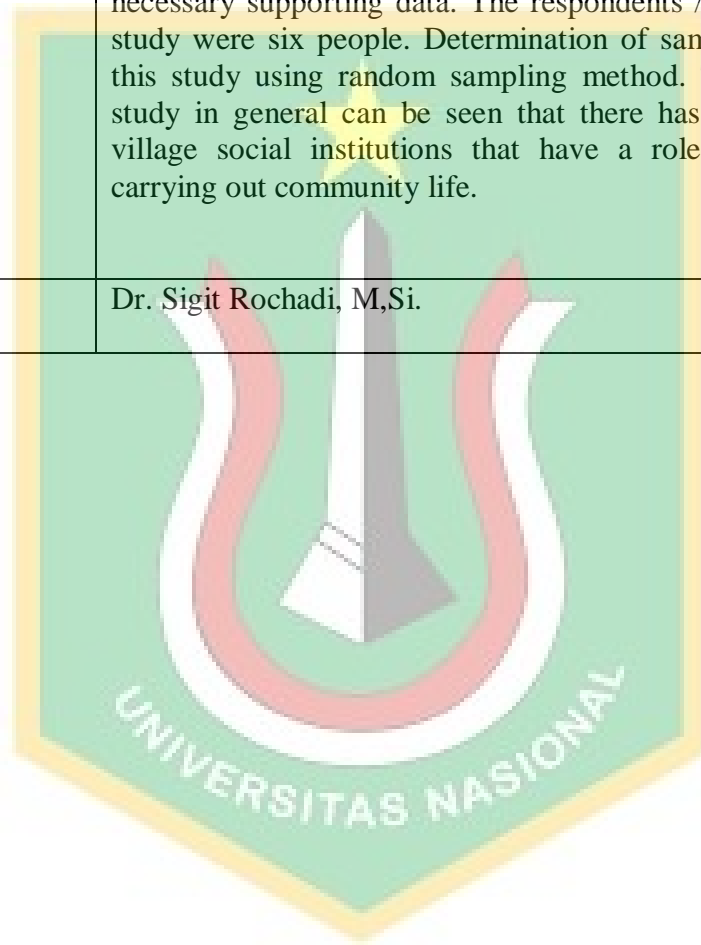 necessary supporting data. The respondents /
study were six people. Determination of sam
this study using random sampling method.
study in general can be seen that there has
village social institutions that have a role
carrying out community life.
Dr. Sigit Rochadi, M,Si.
UNIVERSITAS NASIONAL